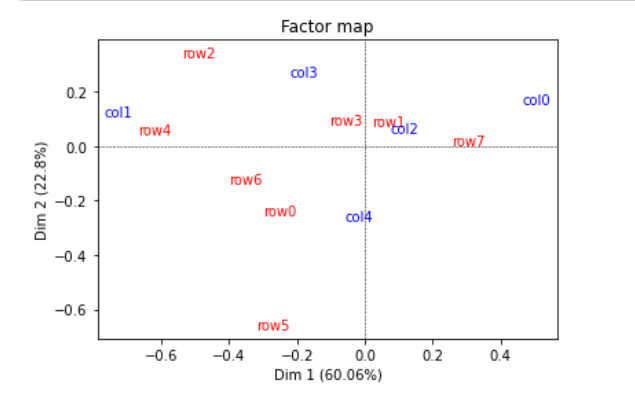 Factor map
row2
col3
0.2
col0
col1
row3
row1
row4
col2
row7
0.0
row6
−0.2
row0
col4
Dim 2 (22.8%)
−0.4
−0.6
row5
−0.6
−0.4
−0.2
0.0
0.2
0.4
Dim 1 (60.06%)